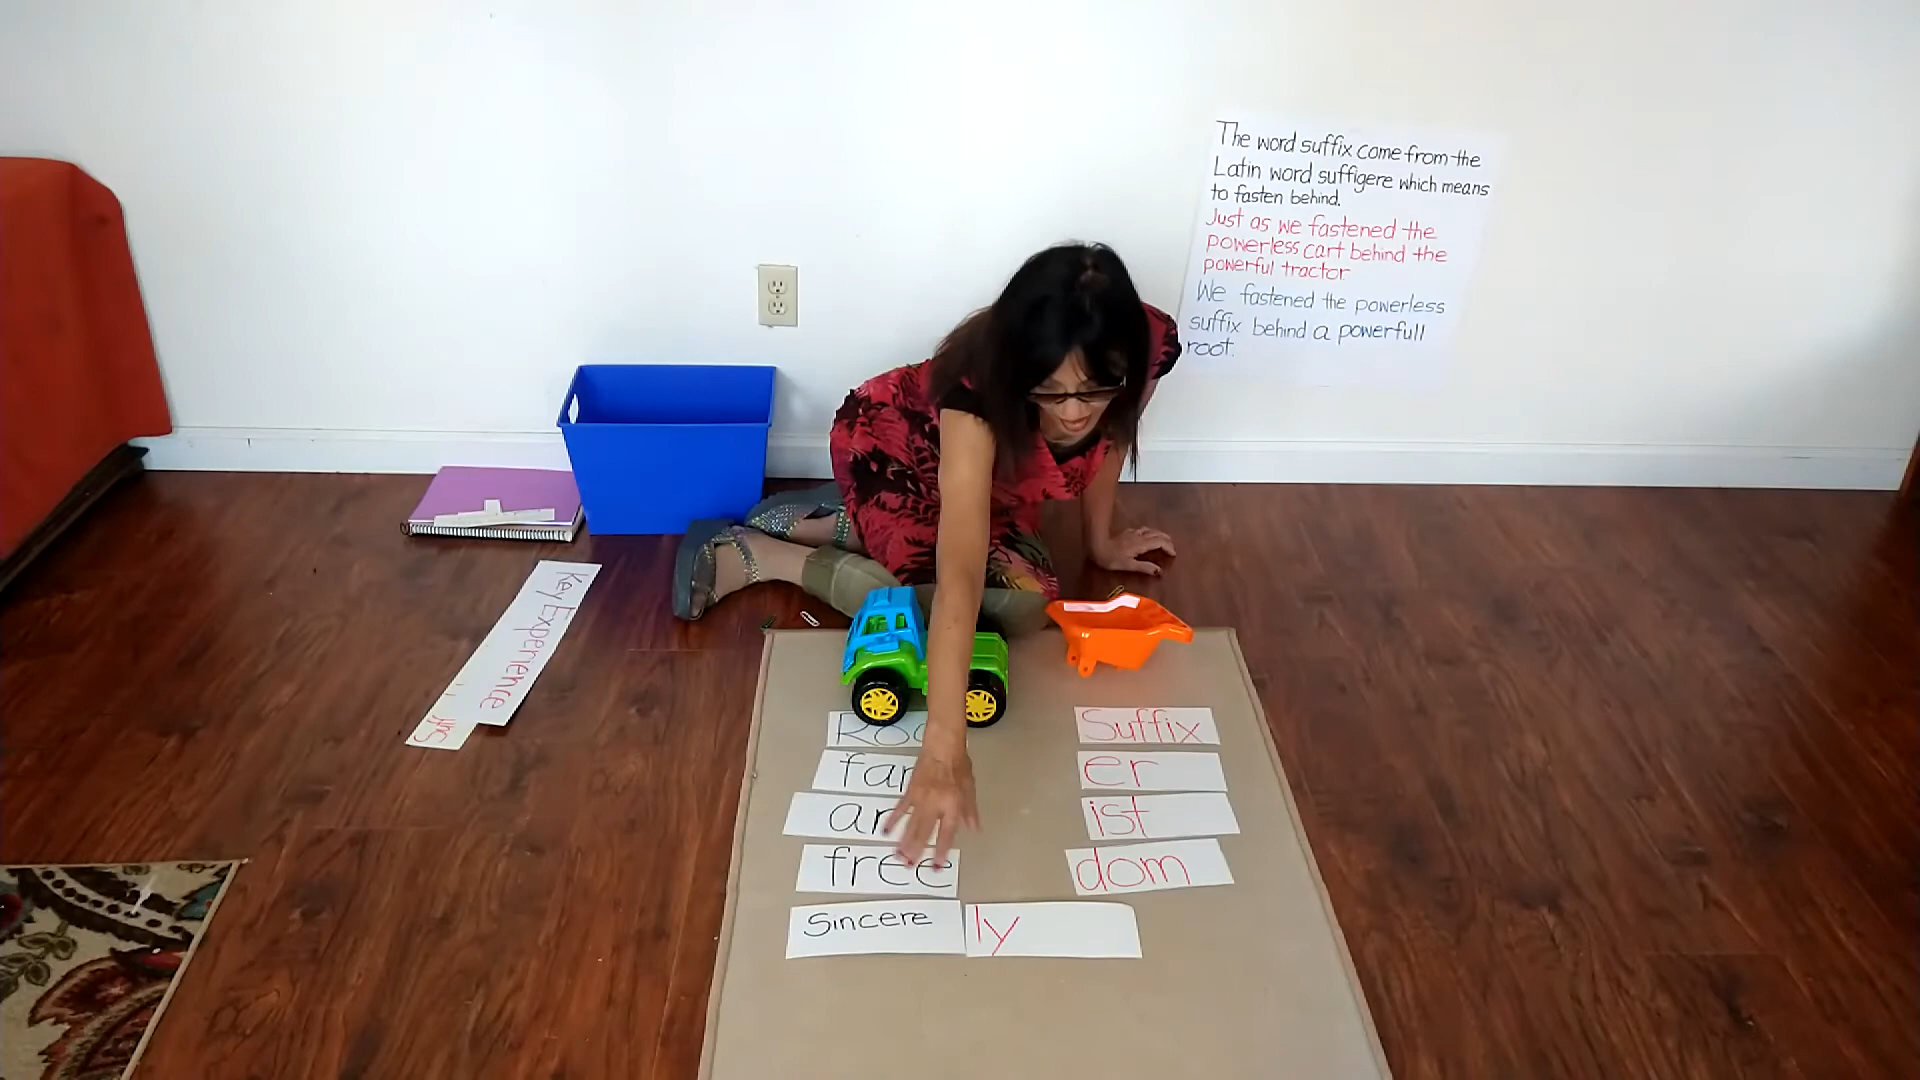 The word suffix come from the
Latin word suffigere which means
to fasten behind.
Just as we fastened the
powerless cart behind the
powerful tractor
We fastened the powerless
suffix behind a powerfull
root.
Key Experience
Suffix
er
ist
free dom
Sincere ly